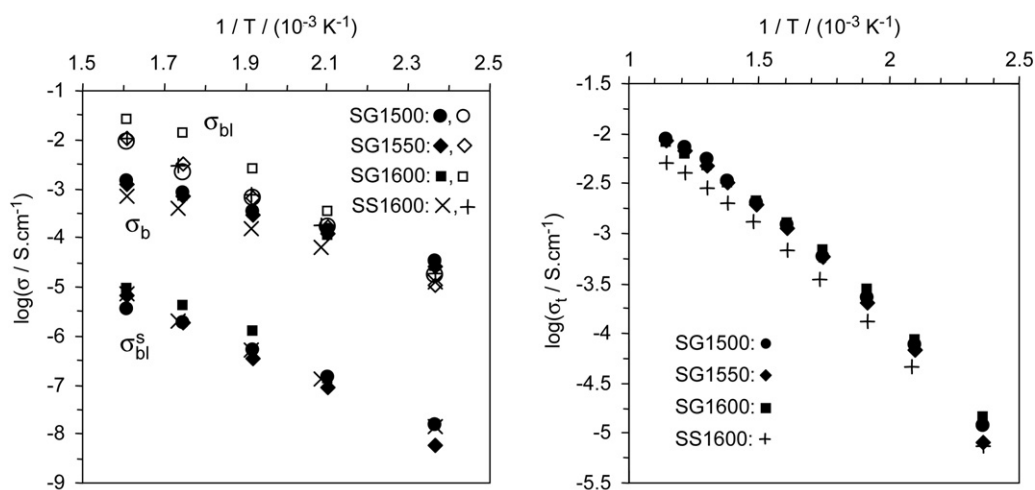 1 / T / (10⁻³ K⁻¹)
1.5 1.7 1.9 2.1 2.3 2.5
-1
-2
-3
-4
-5
-6
-7
-8
-9
log(σ / S.cm⁻¹)
σbl
σb
σˢbl
SG1500: ●, ○
SG1550: ◆, ◇
SG1600: ■, □
SS1600: ×, +
1 / T / (10⁻³ K⁻¹)
1 1.5 2 2.5
-1.5
-2
-2.5
-3
-3.5
-4
-4.5
-5
-5.5
log(σt / S.cm⁻¹)
SG1500: ●
SG1550: ◆
SG1600: ■
SS1600: +